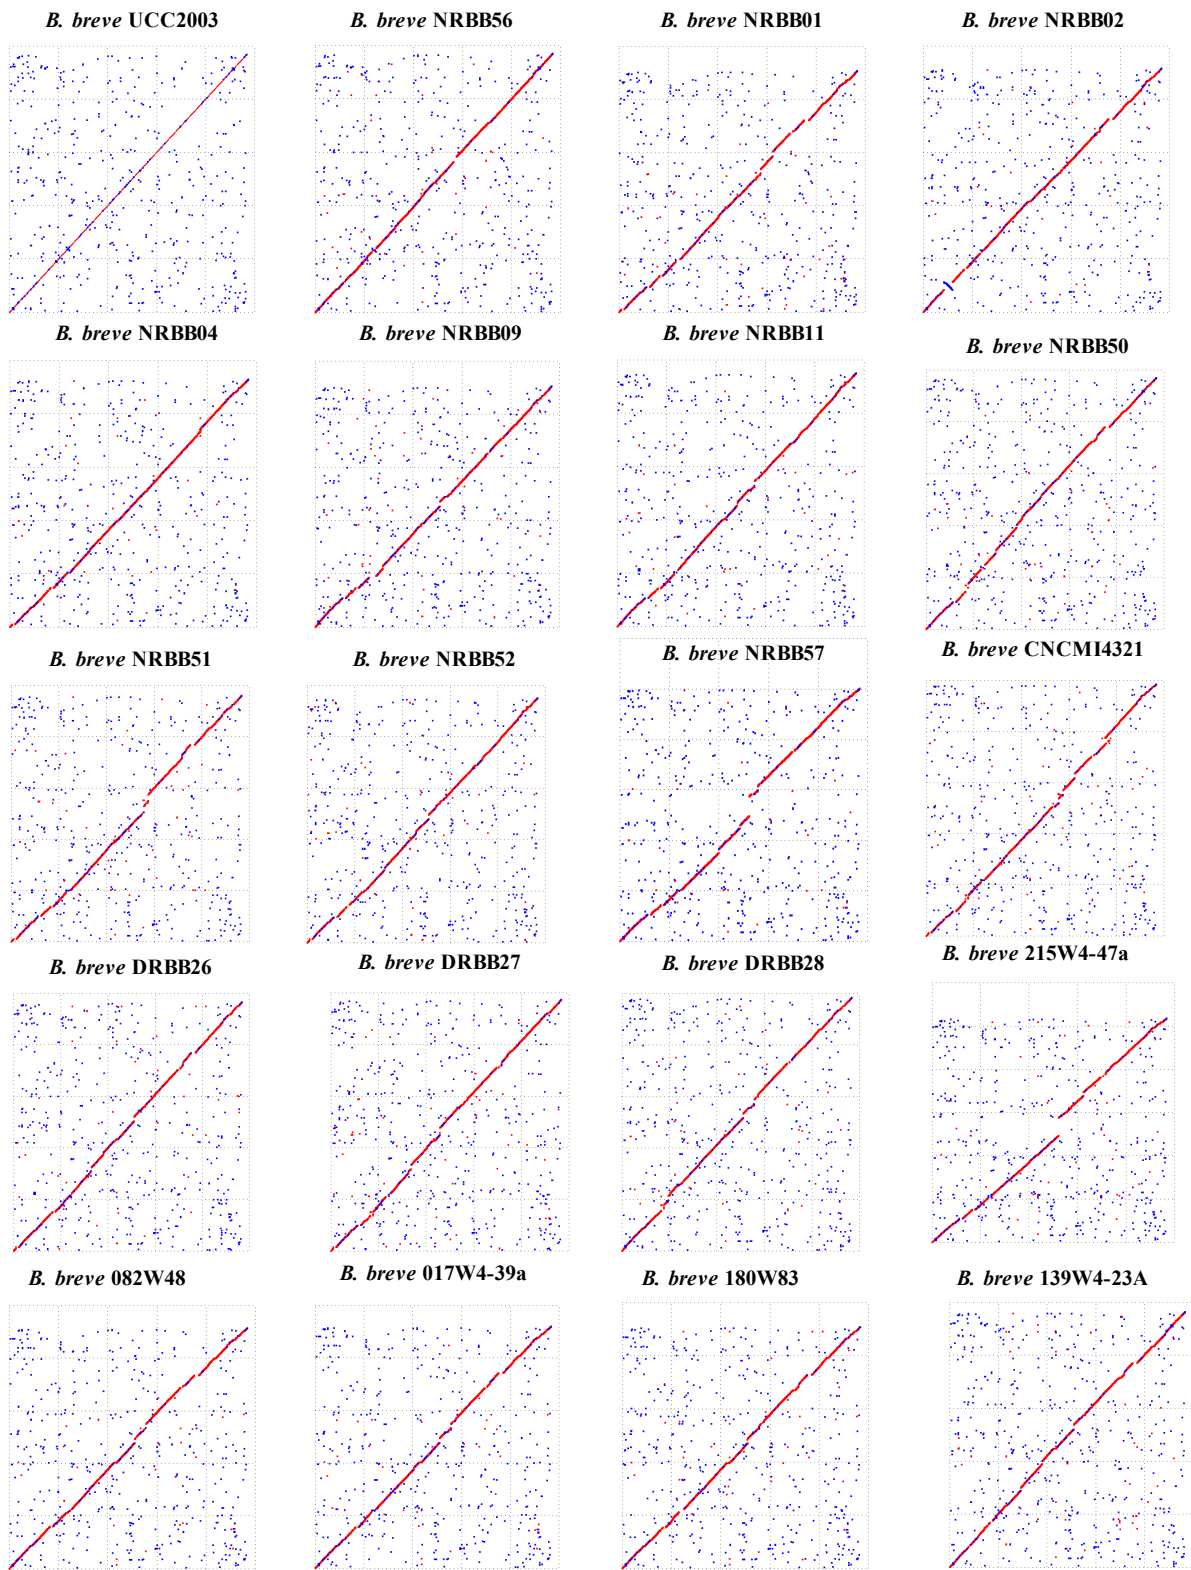 B. breve UCC2003
B. breve NRBB56
B. breve NRBB01
B. breve NRBB02
B. breve NRBB04
B. breve NRBB09
B. breve NRBB11
B. breve NRBB50
B. breve NRBB51
B. breve NRBB52
B. breve NRBB57
B. breve CNCMI4321
B. breve DRBB26
B. breve DRBB27
B. breve DRBB28
B. breve 215W4-47a
B. breve 082W48
B. breve 017W4-39a
B. breve 180W83
B. breve 139W4-23A